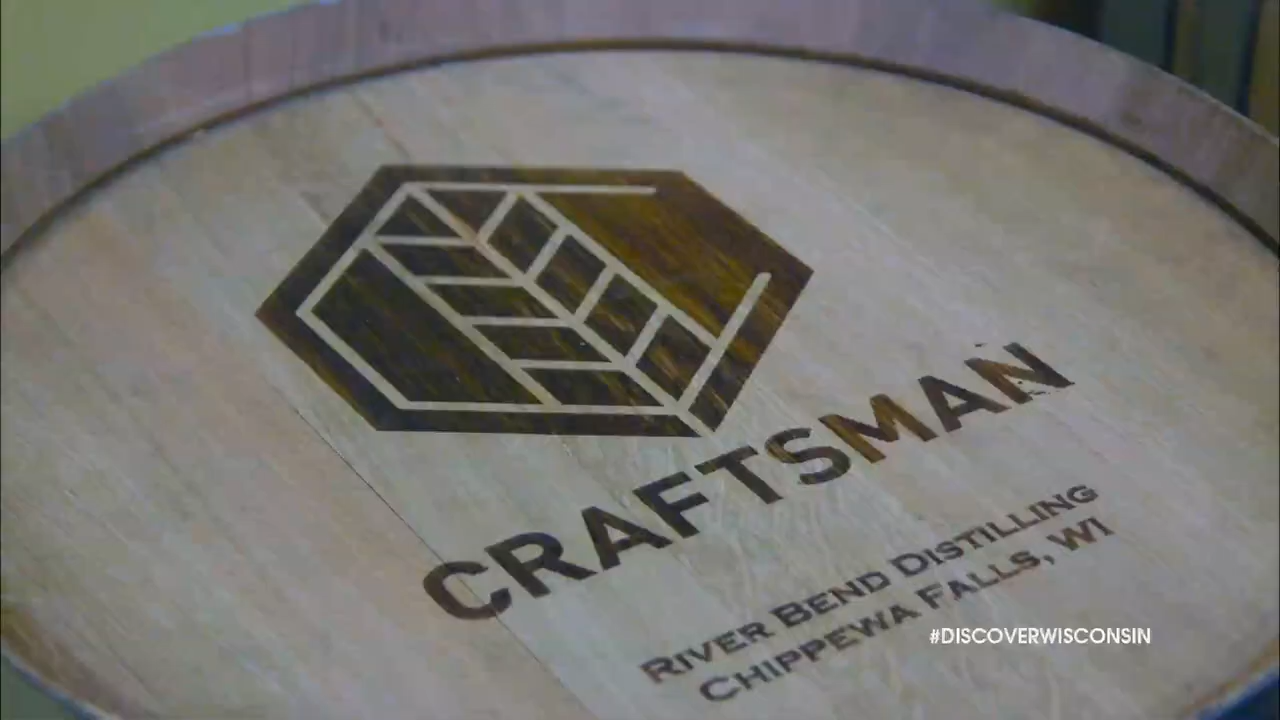 CRAFTSMAN
RIVER BEND DISTILLING
CHIPPEWA FALLS, WI
#DISCOVERWISCONSIN